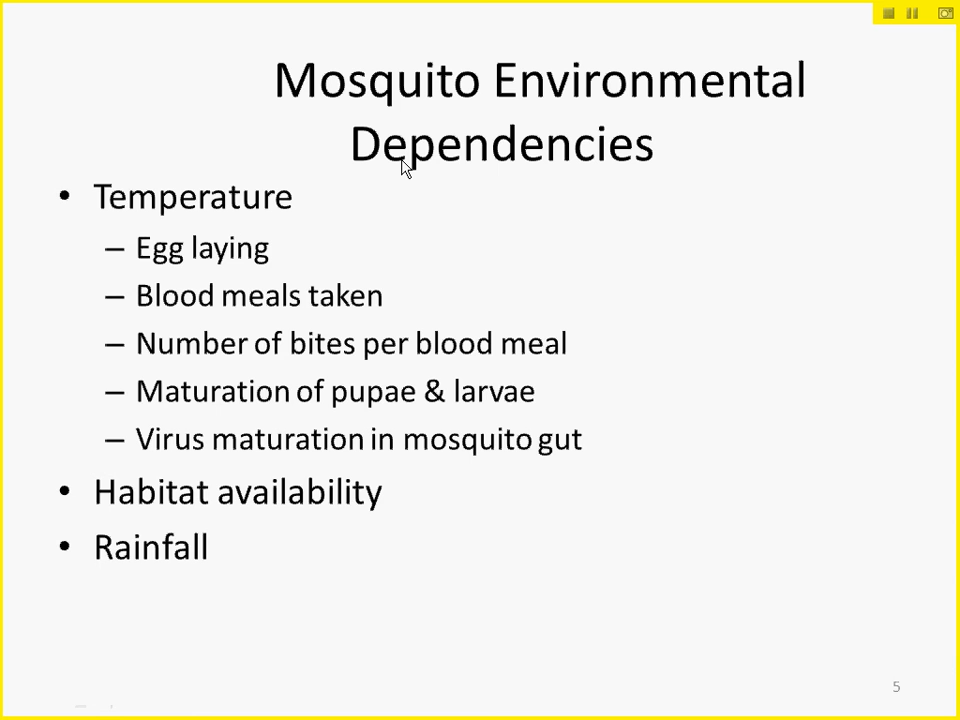 Mosquito Environmental
Dependencies
• Temperature
– Egg laying
– Blood meals taken
– Number of bites per blood meal
– Maturation of pupae & larvae
– Virus maturation in mosquito gut
• Habitat availability
• Rainfall
5